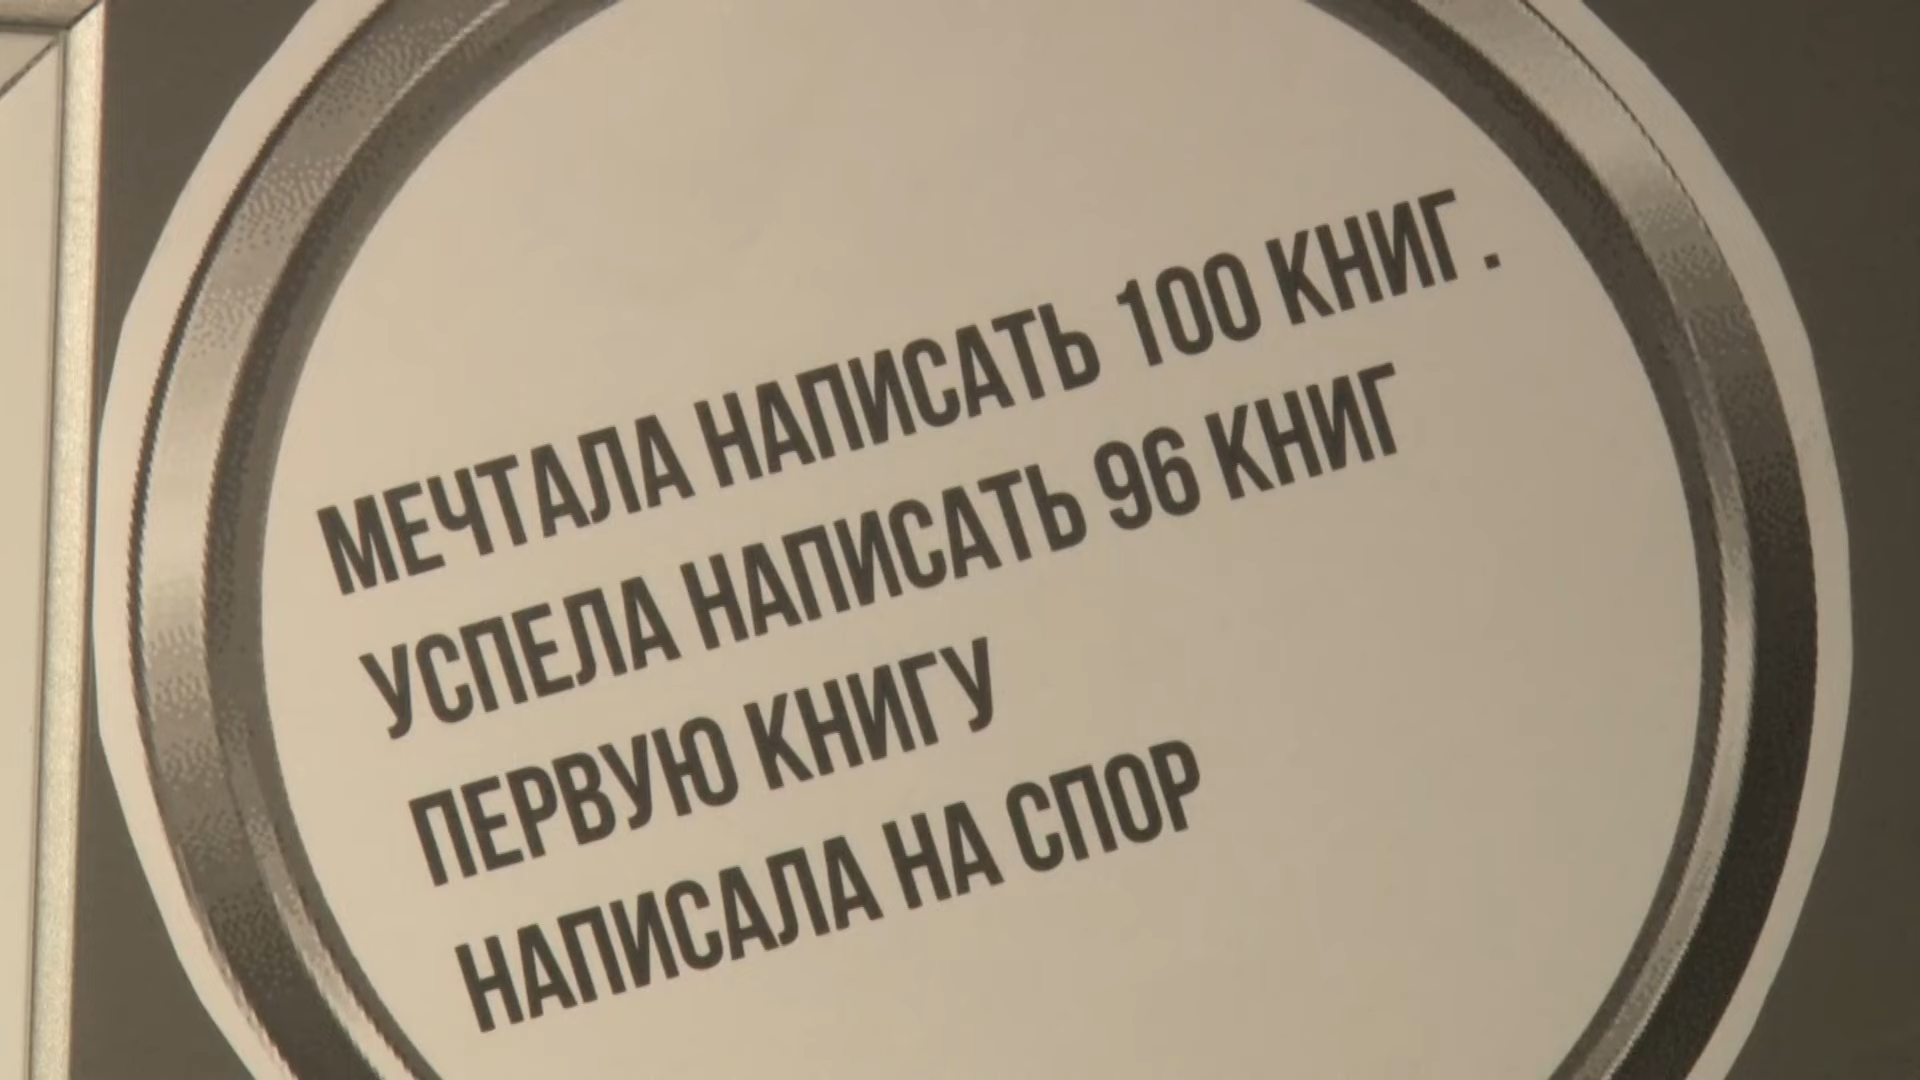 МЕЧТАЛА НАПИСАТЬ 100 КНИГ .
УСПЕЛА НАПИСАТЬ 96 КНИГ
ПЕРВУЮ КНИГУ
НАПИСАЛА НА СПОР